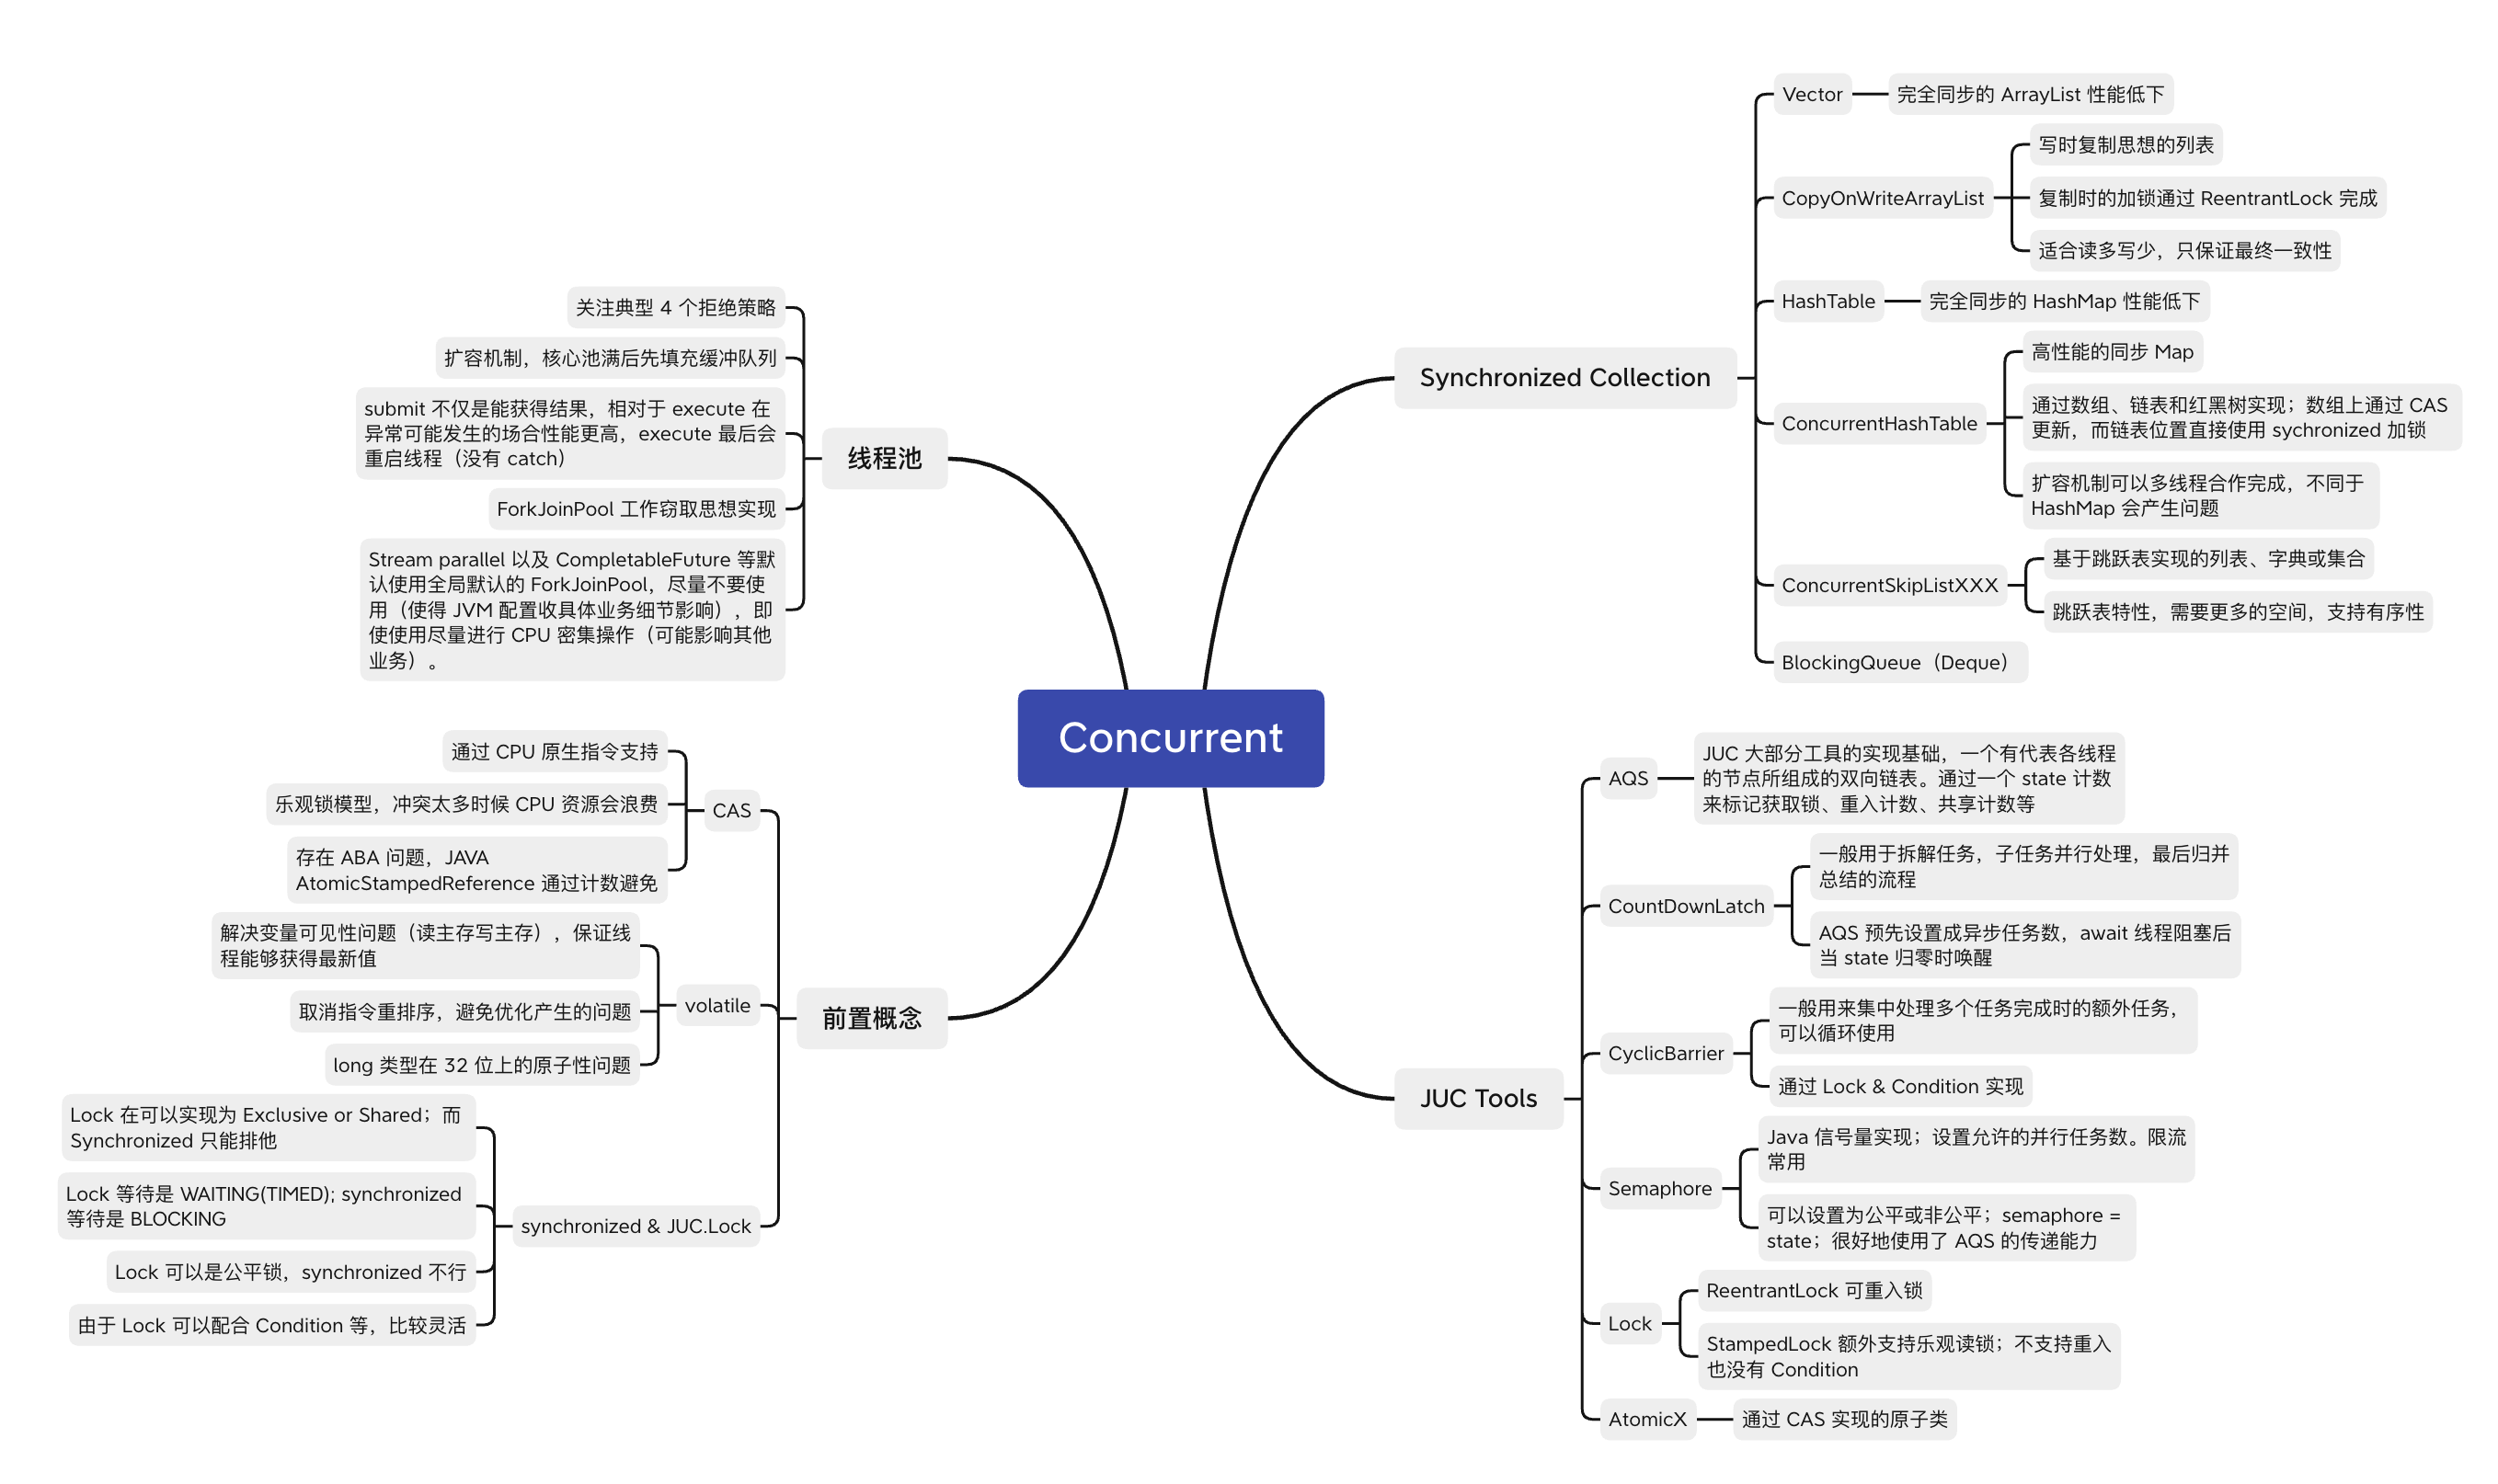 Concurrent
Synchronized Collection
Vector
完全同步的 ArrayList 性能低下
CopyOnWriteArrayList
写时复制思想的列表
复制时的加锁通过 ReentrantLock 完成
适合读多写少，只保证最终一致性
HashTable
完全同步的 HashMap 性能低下
ConcurrentHashTable
高性能的同步 Map
通过数组、链表和红黑树实现；数组上通过 CAS
更新，而链表位置直接使用 sychronized 加锁
扩容机制可以多线程合作完成，不同于
HashMap 会产生问题
ConcurrentSkipListXXX
基于跳跃表实现的列表、字典或集合
跳跃表特性，需要更多的空间，支持有序性
BlockingQueue（Deque）
JUC Tools
AQS
JUC 大部分工具的实现基础，一个有代表各线程
的节点所组成的双向链表。通过一个 state 计数
来标记获取锁、重入计数、共享计数等
CountDownLatch
一般用于拆解任务，子任务并行处理，最后归并
总结的流程
AQS 预先设置成异步任务数，await 线程阻塞后
当 state 归零时唤醒
CyclicBarrier
一般用来集中处理多个任务完成时的额外任务，
可以循环使用
通过 Lock & Condition 实现
Semaphore
Java 信号量实现；设置允许的并行任务数。限流
常用
可以设置为公平或非公平；semaphore =
state；很好地使用了 AQS 的传递能力
Lock
ReentrantLock 可重入锁
StampedLock 额外支持乐观读锁；不支持重入
也没有 Condition
AtomicX
通过 CAS 实现的原子类
线程池
关注典型 4 个拒绝策略
扩容机制，核心池满后先填充缓冲队列
submit 不仅是能获得结果，相对于 execute 在
异常可能发生的场合性能更高，execute 最后会
重启线程（没有 catch）
ForkJoinPool 工作窃取思想实现
Stream parallel 以及 CompletableFuture 等默
认使用全局默认的 ForkJoinPool，尽量不要使
用（使得 JVM 配置收具体业务细节影响），即
使使用尽量进行 CPU 密集操作（可能影响其他
业务）。
前置概念
CAS
通过 CPU 原生指令支持
乐观锁模型，冲突太多时候 CPU 资源会浪费
存在 ABA 问题，JAVA
AtomicStampedReference 通过计数避免
volatile
解决变量可见性问题（读主存写主存），保证线
程能够获得最新值
取消指令重排序，避免优化产生的问题
long 类型在 32 位上的原子性问题
synchronized & JUC.Lock
Lock 在可以实现为 Exclusive or Shared；而
Synchronized 只能排他
Lock 等待是 WAITING(TIMED); synchronized
等待是 BLOCKING
Lock 可以是公平锁，synchronized 不行
由于 Lock 可以配合 Condition 等，比较灵活